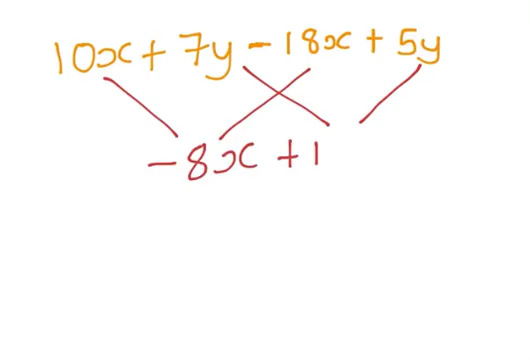 10x + 7y - 18x + 5y
-8x + 1